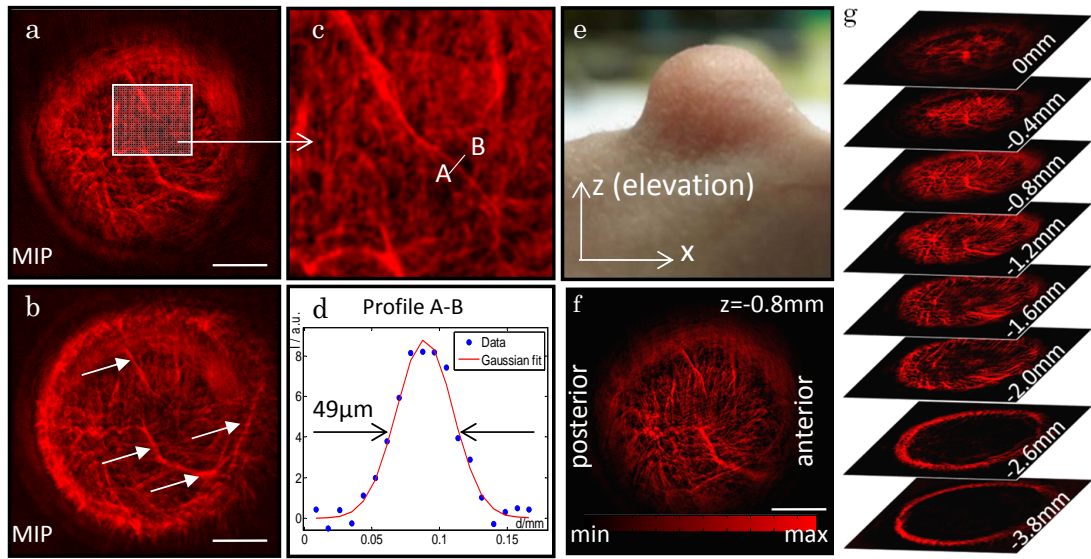 a
MIP
b
MIP
c
A
B
d
Profile A-B
Data
Gaussian fit
49µm
8
6
4
2
0
0
0.05
0.10
0.15
d/mm
e
z (elevation)
x
f
z=-0.8mm
posterior
anterior
min
max
g
0mm
-0.4mm
-0.8mm
-1.2mm
-1.6mm
-2.0mm
-2.6mm
-3.8mm